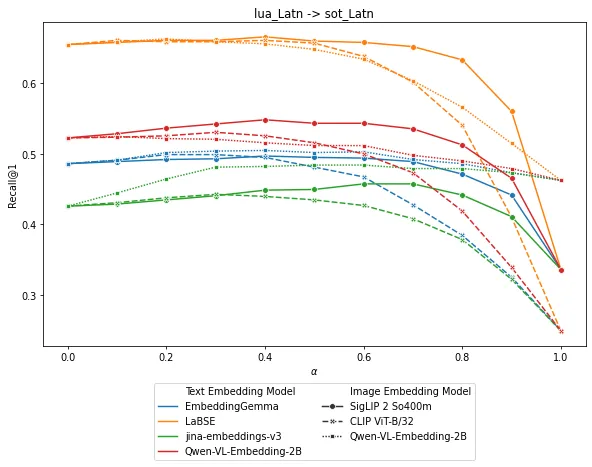 lua_Latn -> sot_Latn
Recall@1
0.6
0.5
0.4
0.3
0.0 0.2 0.4 0.6 0.8 1.0
α
Text Embedding Model Image Embedding Model
EmbeddingGemma SigLIP 2 So400m
LaBSE CLIP ViT-B/32
jina-embeddings-v3 Qwen-VL-Embedding-2B
Qwen-VL-Embedding-2B